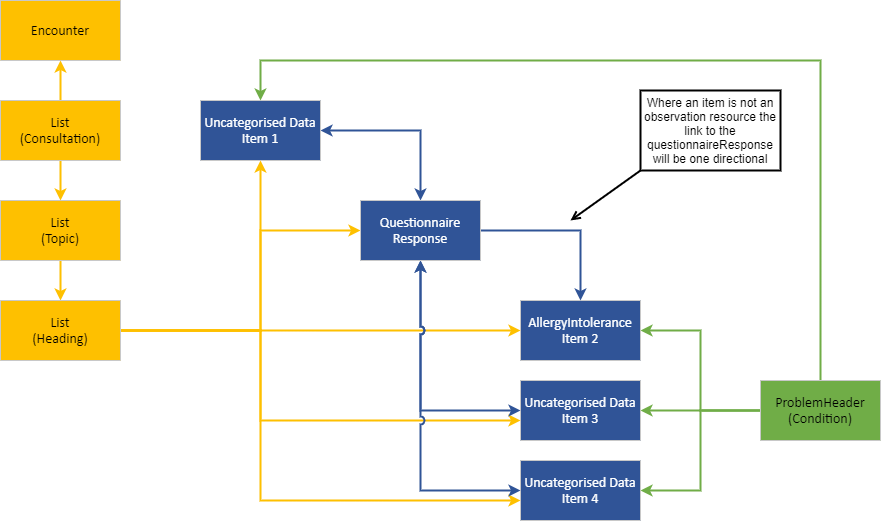 Encounter
List
(Consultation)
List
(Topic)
List
(Heading)
Uncategorised Data
Item 1
Where an item is not an
observation resource the
link to the
questionnaireResponse
will be one directional
Questionnaire
Response
AllergyIntolerance
Item 2
Uncategorised Data
Item 3
Uncategorised Data
Item 4
ProblemHeader
(Condition)